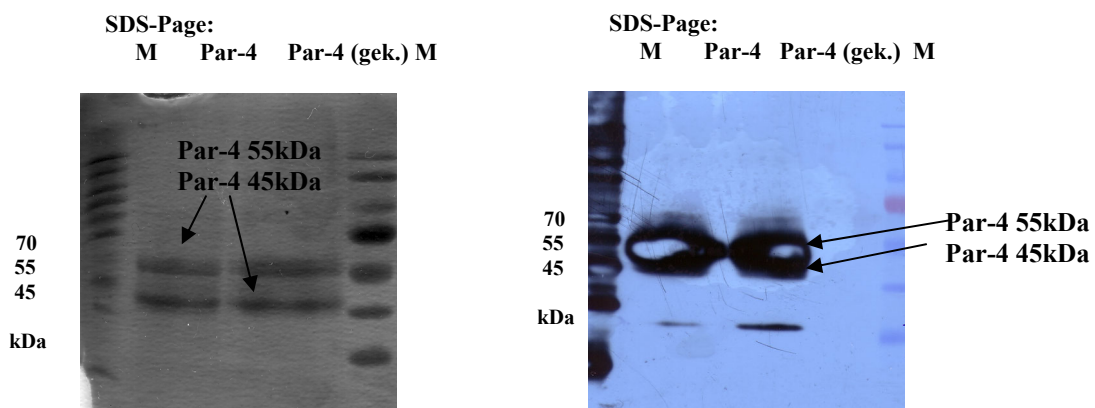 SDS-Page:
M Par-4 Par-4 (gek.) M
Par-4 55kDa
Par-4 45kDa
70
55
45
kDa
SDS-Page:
M Par-4 Par-4 (gek.) M
70
55
45
kDa
Par-4 55kDa
Par-4 45kDa